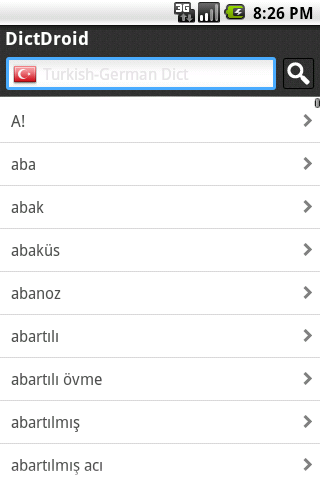 3G 8:26 PM
DictDroid
Turkish-German Dict
A!
aba
abak
abaküs
abanoz
abartılı
abartılı övme
abartılmış
abartılmış acı